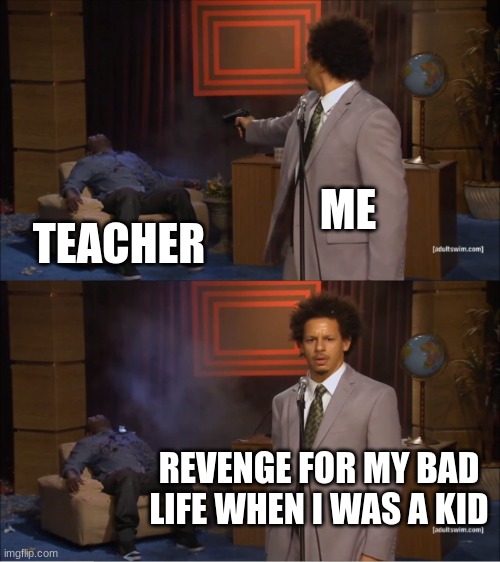 ME
TEACHER
[adultswim.com]
REVENGE FOR MY BAD
LIFE WHEN I WAS A KID
[adultswim.com]
imgflip.com